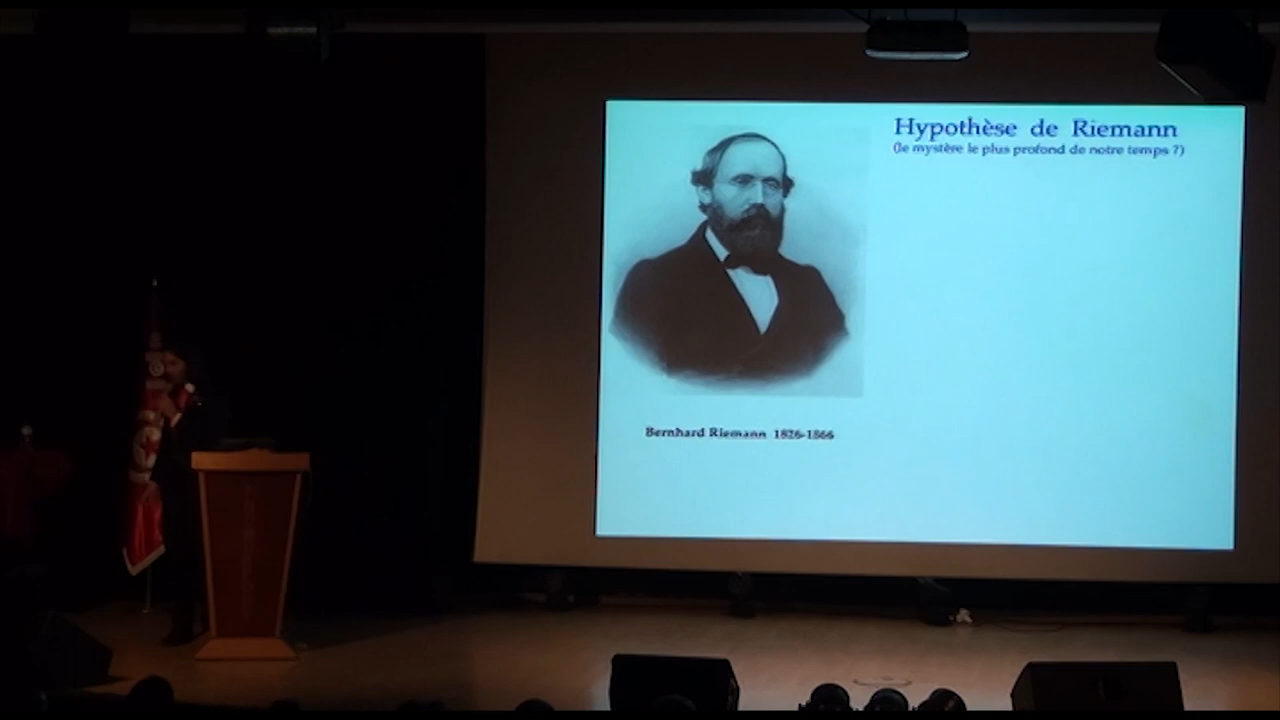 Hypothèse de Riemann
(le mystère le plus profond de notre temps ?)
Bernhard Riemann 1826-1866